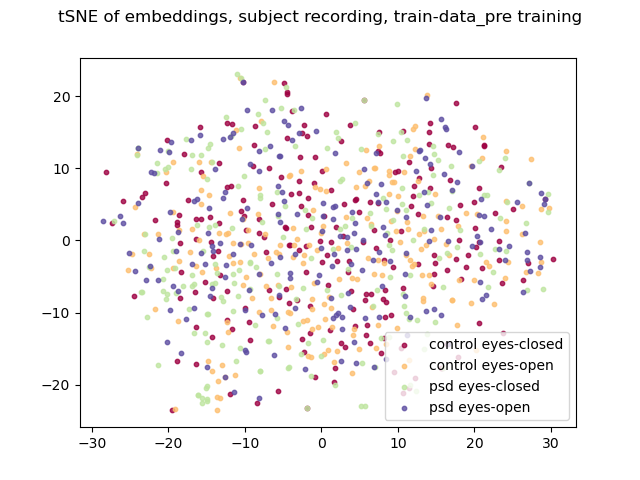 tSNE of embeddings, subject recording, train-data_pre training
20
10
0
−10
−20
−30
−20
−10
0
10
20
30
control eyes-closed
control eyes-open
psd eyes-closed
psd eyes-open